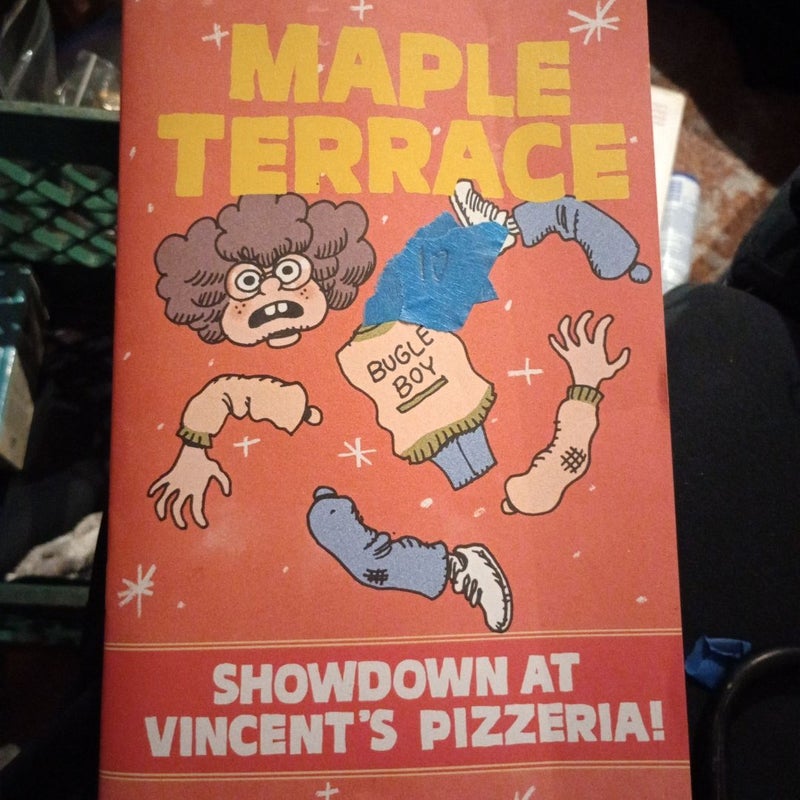 MAPLE
TERRACE
10
BUGLE
BOY
SHOWDOWN AT
VINCENT'S PIZZERIA!